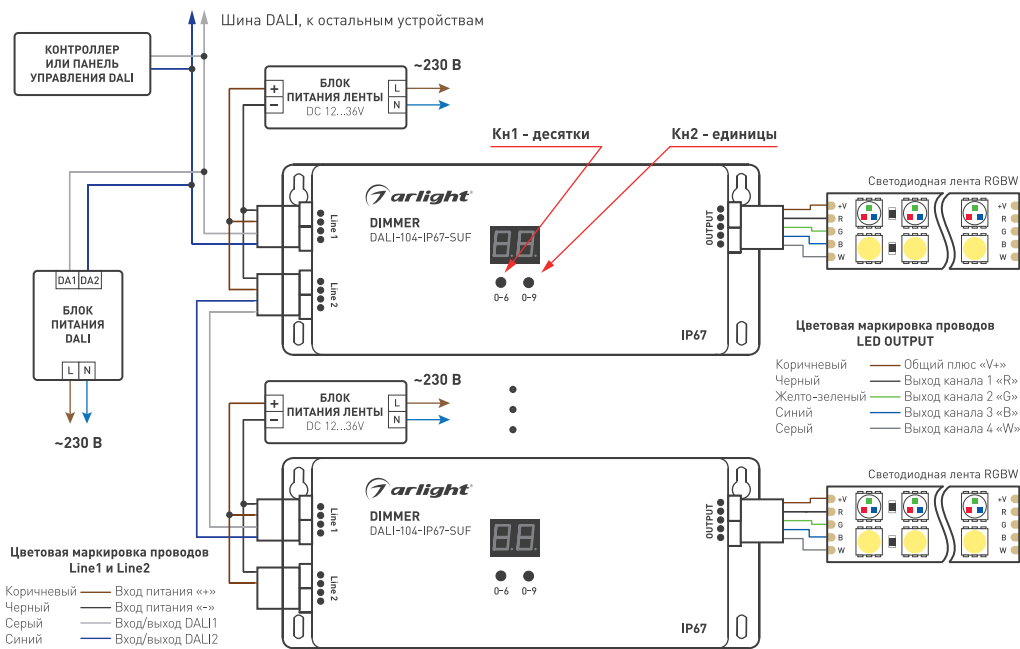 Шина DALI, к остальным устройствам
КОНТРОЛЛЕР
ИЛИ ПАНЕЛЬ
УПРАВЛЕНИЯ DALI
БЛОК
ПИТАНИЯ ЛЕНТЫ
DC 12...36V
+
−
L
N
~230 В
Кн1 - десятки
Кн2 - единицы
arlight
DIMMER
DALI-104-IP67-SUF
Line 1
Line 2
8.8.
0-6
0-9
OUTPUT
IP67
Светодиодная лента RGBW
+V
R
G
B
W
+V
R
G
B
W
DA1
DA2
БЛОК
ПИТАНИЯ
DALI
L
N
~230 В
Цветовая маркировка проводов
LED OUTPUT
Коричневый Общий плюс «V+»
Черный Выход канала 1 «R»
Желто-зеленый Выход канала 2 «G»
Синий Выход канала 3 «B»
Серый Выход канала 4 «W»
БЛОК
ПИТАНИЯ ЛЕНТЫ
DC 12...36V
+
−
L
N
~230 В
arlight
DIMMER
DALI-104-IP67-SUF
Line 1
Line 2
8.8.
0-6
0-9
OUTPUT
IP67
Светодиодная лента RGBW
+V
R
G
B
W
+V
R
G
B
W
Цветовая маркировка проводов
Line1 и Line2
Коричневый Вход питания «+»
Черный Вход питания «-»
Серый Вход/выход DALI1
Синий Вход/выход DALI2